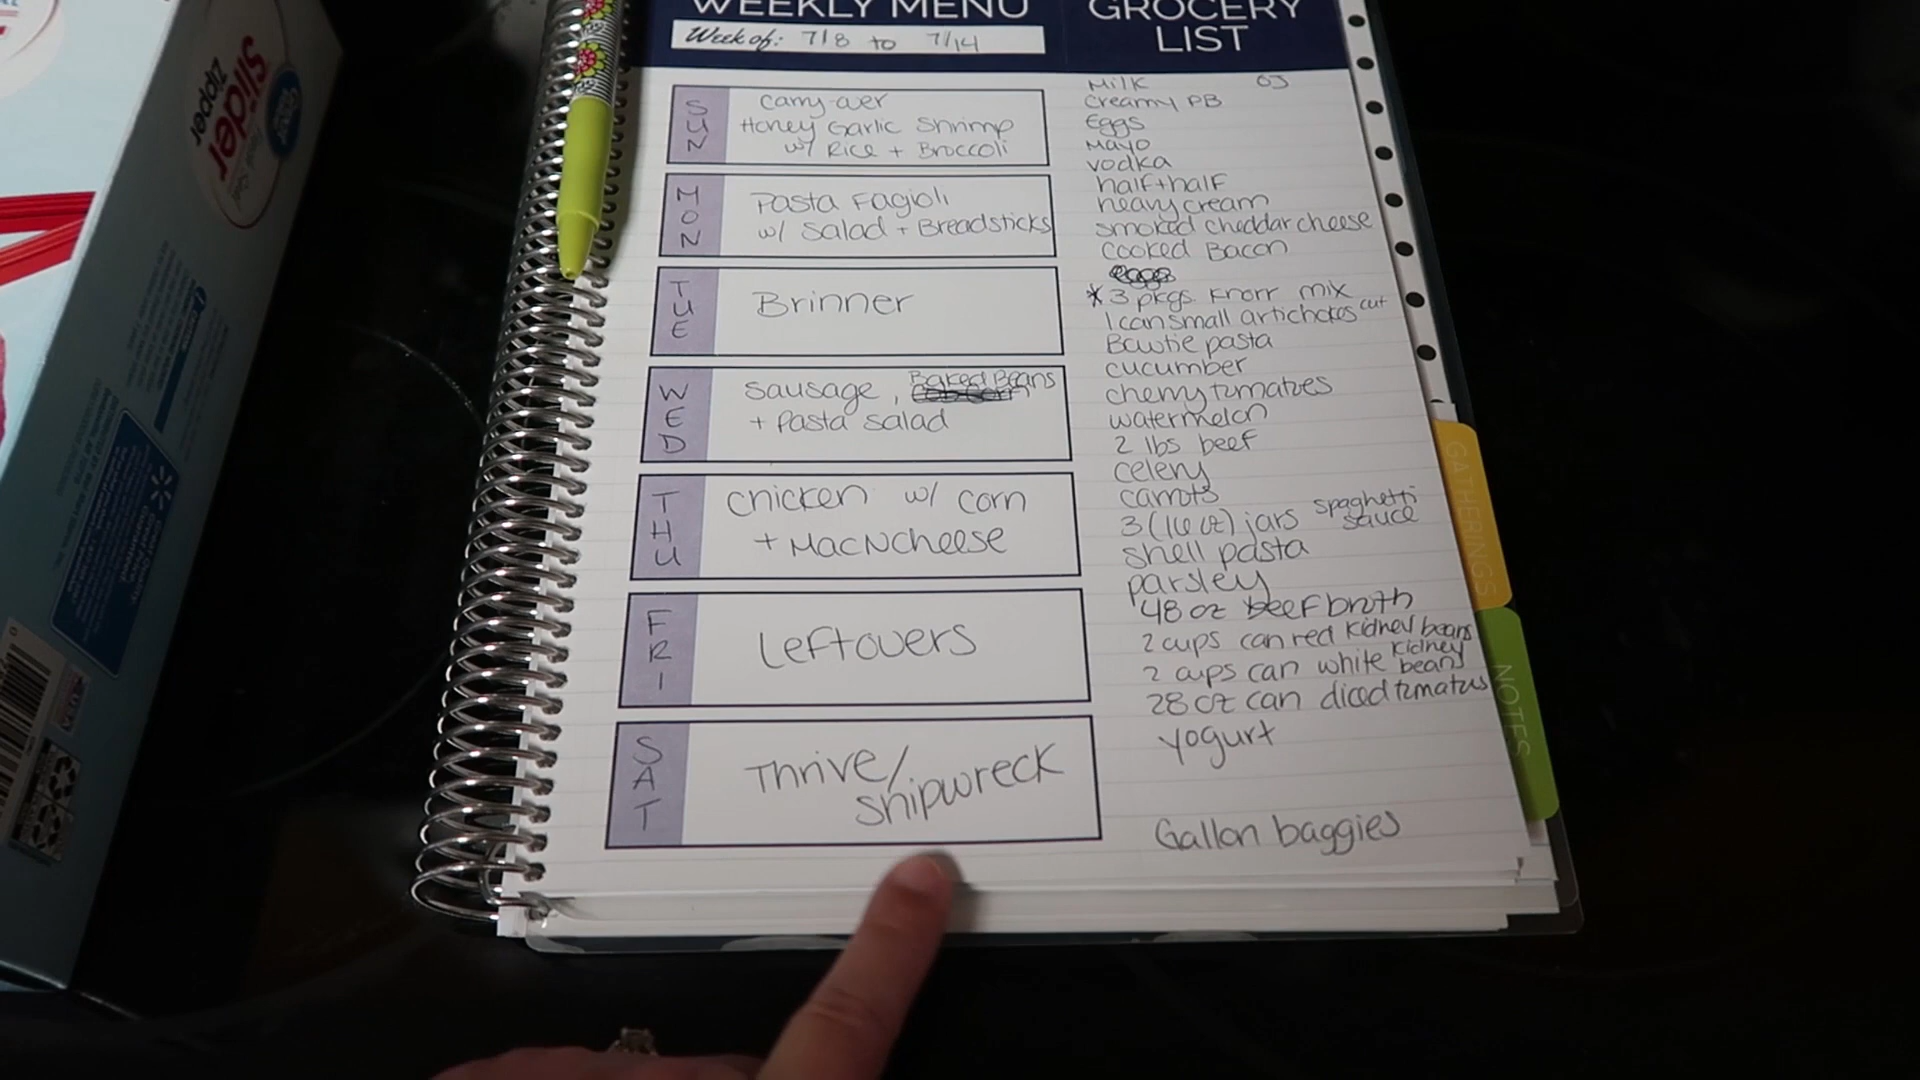 WEEKLY MENU
Week of: 7/8 to 7/14
SUN
Carry-over
Honey Garlic Shrimp
w/ Rice + Broccoli
MON
Pasta Fagioli
w/ Salad + Breadsticks
TUE
Brinner
WED
Sausage, Baked Beans
+ Pasta Salad
THU
Chicken w/ Corn
+ MacNCheese
FRI
Leftovers
SAT
Thrive/
Shipwreck
GROCERY
LIST
Milk OJ
Creamy PB
Eggs
Mayo
Vodka
half+half
heavy cream
smoked cheddar cheese
Cooked Bacon
eggs
* 3 pkgs Knorr mix
1 can small artichokes cut
Bowtie pasta
cucumber
cherry tomatoes
watermelon
2 lbs beef
celery
carrots
3 (16 oz) jars spaghetti sauce
shell pasta
parsley
48 oz beef broth
2 cups can red kidney beans
2 cups can white kidney beans
28 oz can diced tomatoes
yogurt
Gallon baggies
GATHERINGS
NOTES
Slider
Zipper